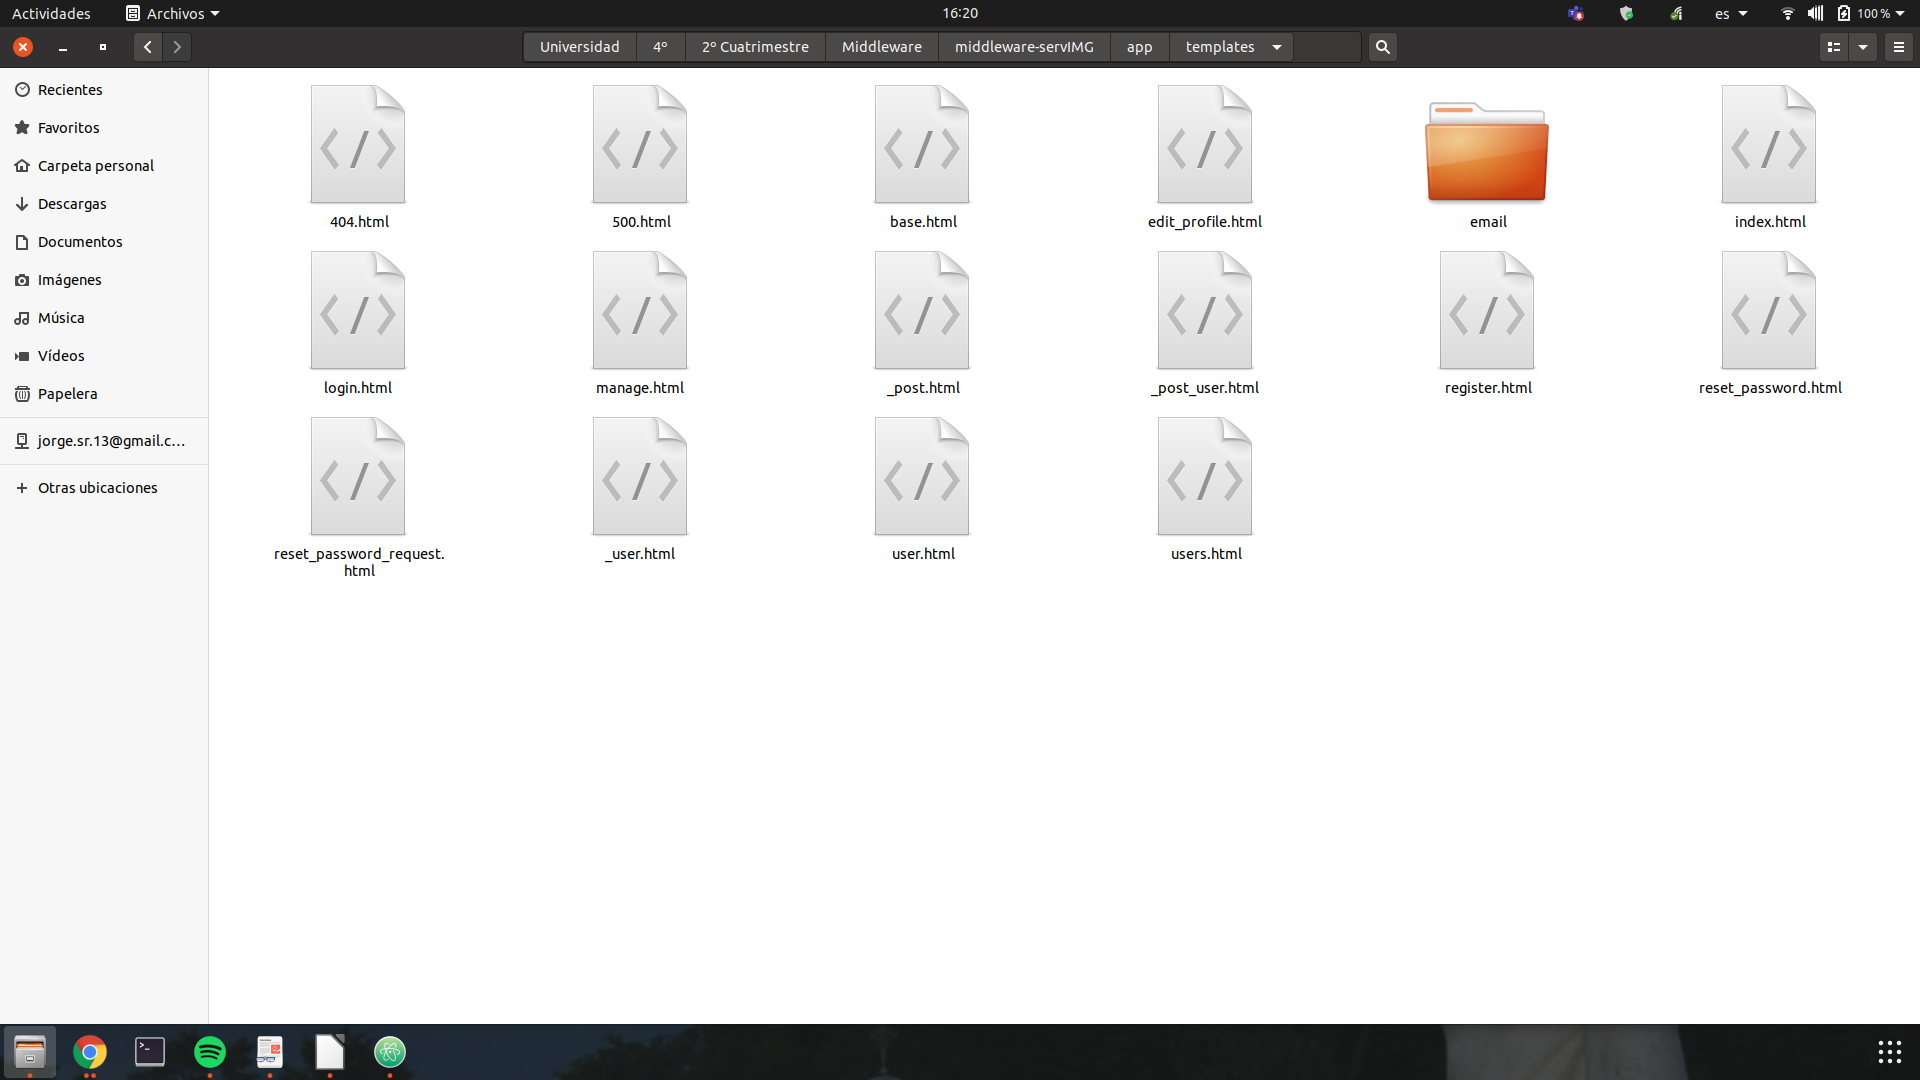 Actividades Archivos 16:20 es 100 %
Universidad 4º 2º Cuatrimestre Middleware middleware-servIMG app templates
Recientes
Favoritos
Carpeta personal
Descargas
Documentos
Imágenes
Música
Vídeos
Papelera
jorge.sr.13@gmail.c...
Otras ubicaciones
404.html 500.html base.html edit_profile.html email index.html
login.html manage.html _post.html _post_user.html register.html reset_password.html
reset_password_request. _user.html user.html users.html
html